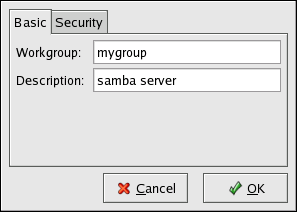 Basic Security
Workgroup: mygroup
Description: samba server
Cancel OK